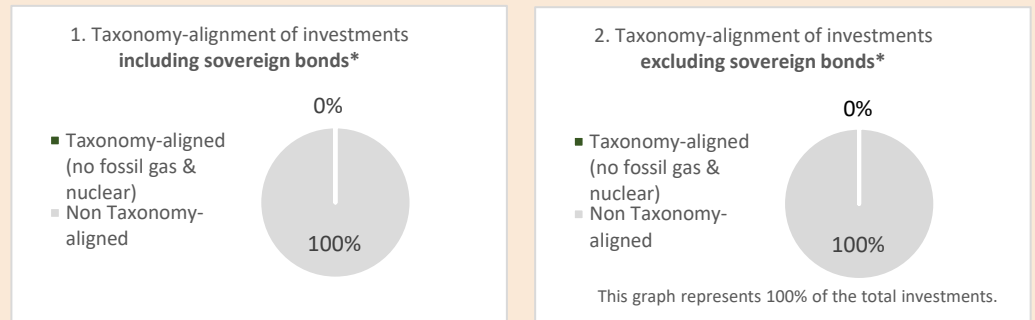 1. Taxonomy-alignment of investments
including sovereign bonds*
0%
Taxonomy-aligned
(no fossil gas &
nuclear)
Non Taxonomy-
aligned
100%
2. Taxonomy-alignment of investments
excluding sovereign bonds*
0%
Taxonomy-aligned
(no fossil gas &
nuclear)
Non Taxonomy-
aligned
100%
This graph represents 100% of the total investments.